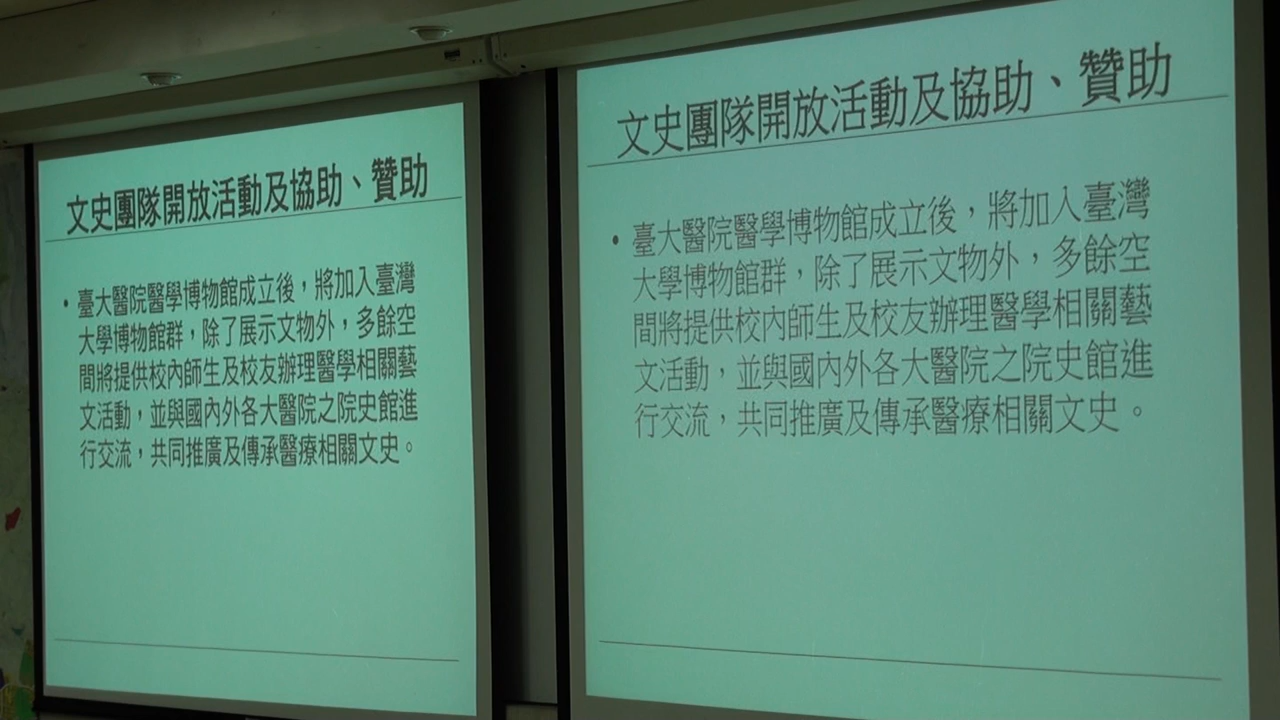 文史團隊開放活動及協助、贊助
• 臺大醫院醫學博物館成立後，將加入臺灣
大學博物館群，除了展示文物外，多餘空
間將提供校內師生及校友辦理醫學相關藝
文活動，並與國內外各大醫院之院史館進
行交流，共同推廣及傳承醫療相關文史。
文史團隊開放活動及協助、贊助
• 臺大醫院醫學博物館成立後，將加入臺灣
大學博物館群，除了展示文物外，多餘空
間將提供校內師生及校友辦理醫學相關藝
文活動，並與國內外各大醫院之院史館進
行交流，共同推廣及傳承醫療相關文史。